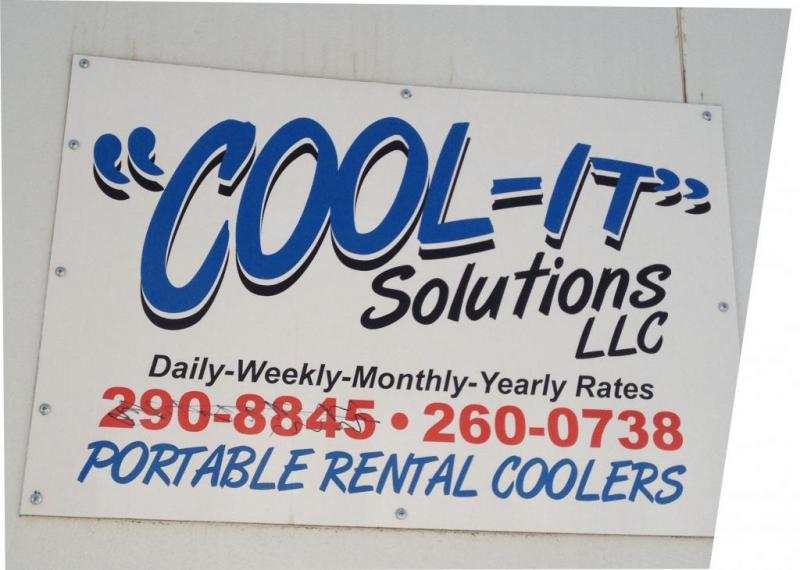 "COOL=IT"
Solutions
LLC
Daily-Weekly-Monthly-Yearly Rates
290-8845 • 260-0738
PORTABLE RENTAL COOLERS